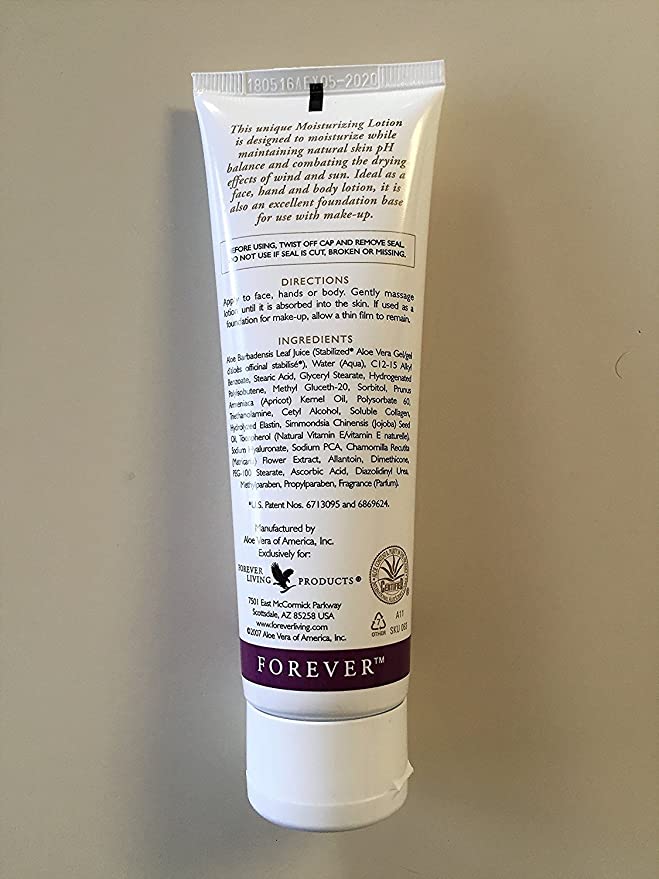 180516AEX05-2020
This unique Moisturizing Lotion
is designed to moisturize while
maintaining natural skin pH
balance and combating the drying
effects of wind and sun. Ideal as a
face, hand and body lotion, it is
also an excellent foundation base
for use with make-up.
BEFORE USING, TWIST OFF CAP AND REMOVE SEAL.
DO NOT USE IF SEAL IS CUT, BROKEN OR MISSING.
DIRECTIONS
Apply to face, hands or body. Gently massage
lotion until it is absorbed into the skin. If used as a
foundation for make-up, allow a thin film to remain.
INGREDIENTS
Aloe Barbadensis Leaf Juice (Stabilized* Aloe Vera Gel/gel
d'aloès officinal stabilisé*), Water (Aqua), C12-15 Alkyl
Benzoate, Stearic Acid, Glyceryl Stearate, Hydrogenated
Polyisobutene, Methyl Gluceth-20, Sorbitol, Prunus
Armeniaca (Apricot) Kernel Oil, Polysorbate 60,
Triethanolamine, Cetyl Alcohol, Soluble Collagen,
Hydrolyzed Elastin, Simmondsia Chinensis (Jojoba) Seed
Oil, Tocopherol (Natural Vitamin E/vitamin E naturelle),
Sodium Hyaluronate, Sodium PCA, Chamomilla Recutita
(Matricaria) Flower Extract, Allantoin, Dimethicone,
PEG-100 Stearate, Ascorbic Acid, Diazolidinyl Urea,
Methylparaben, Propylparaben, Fragrance (Parfum).
*U.S. Patent Nos. 6713095 and 6869624.
Manufactured by
Aloe Vera of America, Inc.
Exclusively for:
FOREVER
LIVING PRODUCTS®
7501 East McCormick Parkway
Scottsdale, AZ 85258 USA
www.foreverliving.com
©2007 Aloe Vera of America, Inc.
Certified
®
7
OTHER
A11
SKU 063
FOREVER™